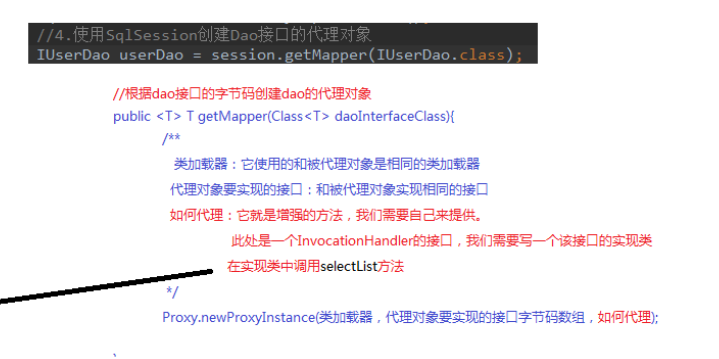 //4.使用SqlSession创建Dao接口的代理对象
IUserDao userDao = session.getMapper(IUserDao.class);
//根据dao接口的字节码创建dao的代理对象
public <T> T getMapper(Class<T> daoInterfaceClass){
/**
类加载器：它使用的和被代理对象是相同的类加载器
代理对象要实现的接口：和被代理对象实现相同的接口
如何代理：它就是增强的方法，我们需要自己来提供。
此处是一个InvocationHandler的接口，我们需要写一个该接口的实现类
在实现类中调用selectList方法
*/
Proxy.newProxyInstance(类加载器，代理对象要实现的接口字节码数组，如何代理);